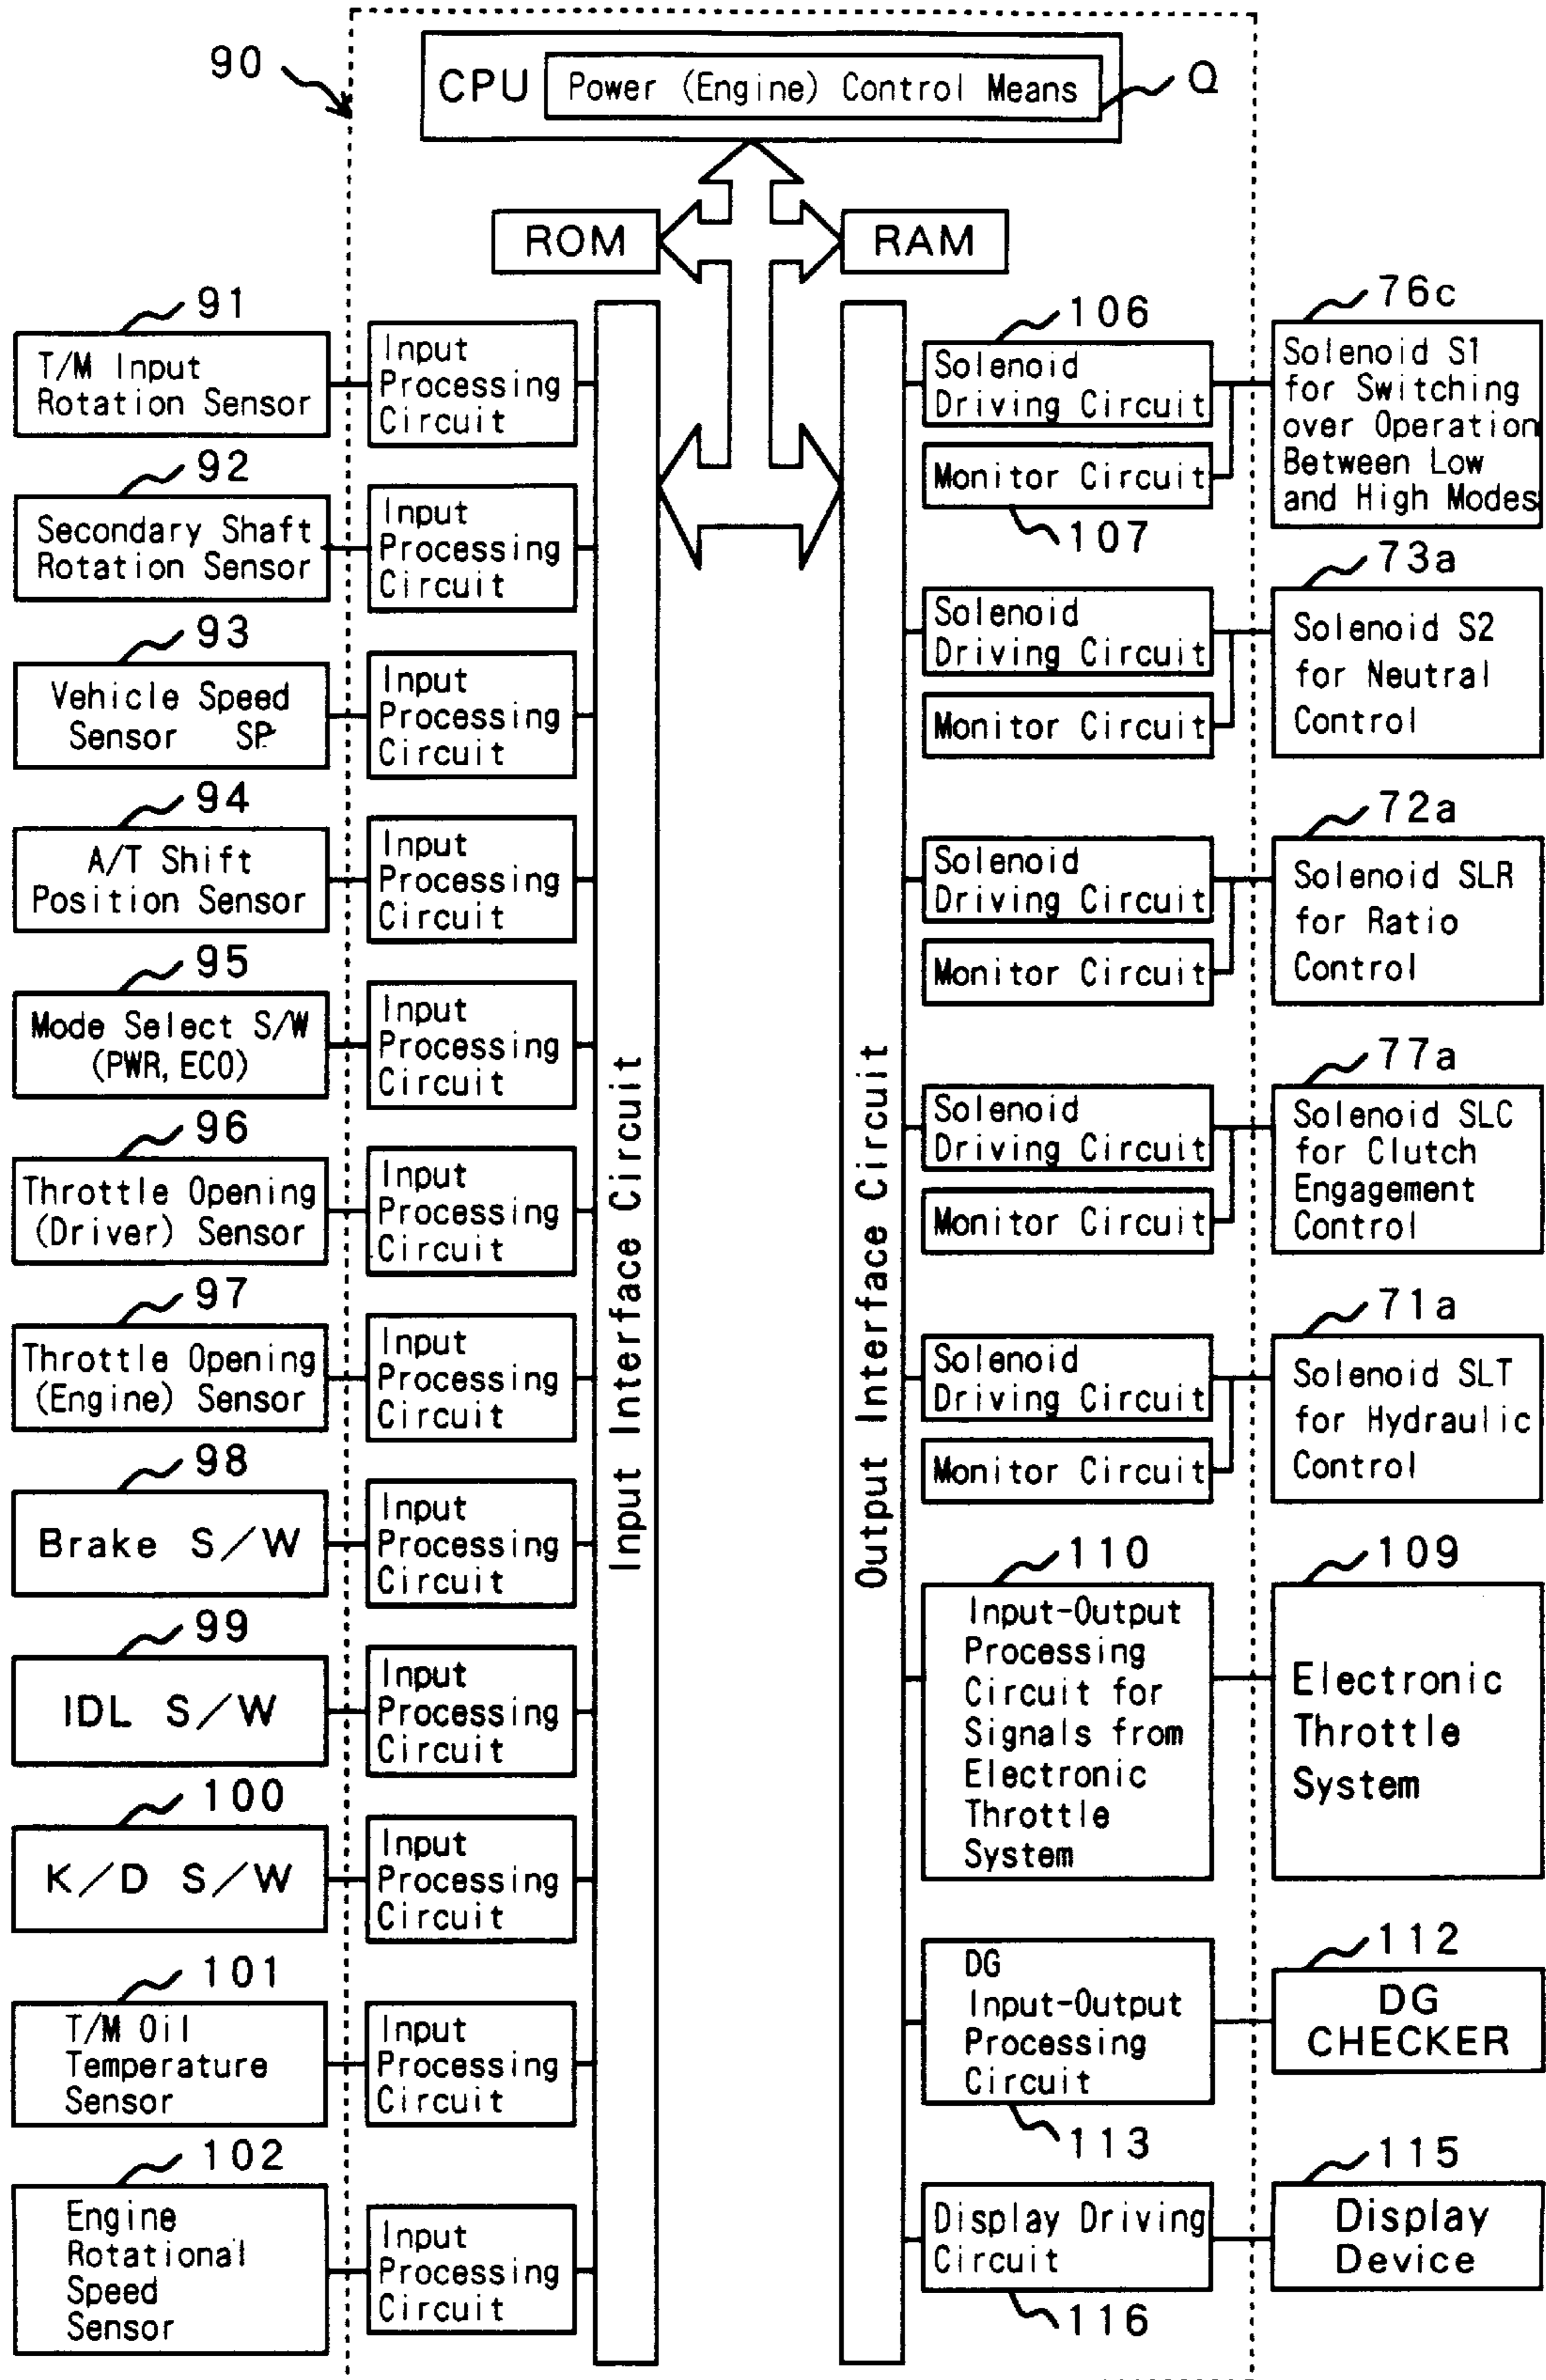 90
CPU
Power (Engine) Control Means
Q
ROM
RAM
91
T/M Input
Rotation Sensor
Input
Processing
Circuit
92
Secondary Shaft
Rotation Sensor
Input
Processing
Circuit
93
Vehicle Speed
Sensor SP
Input
Processing
Circuit
94
A/T Shift
Position Sensor
Input
Processing
Circuit
95
Mode Select S/W
(PWR, ECO)
Input
Processing
Circuit
96
Throttle Opening
(Driver) Sensor
Input
Processing
Circuit
97
Throttle Opening
(Engine) Sensor
Input
Processing
Circuit
98
Brake S/W
Input
Processing
Circuit
99
IDL S/W
Input
Processing
Circuit
100
K/D S/W
Input
Processing
Circuit
101
T/M Oil
Temperature
Sensor
Input
Processing
Circuit
102
Engine
Rotational
Speed
Sensor
Input
Processing
Circuit
Input Interface Circuit
Output Interface Circuit
106
Solenoid
Driving Circuit
Monitor Circuit
107
76c
Solenoid S1
for Switching
over Operation
Between Low
and High Modes
Solenoid
Driving Circuit
Monitor Circuit
73a
Solenoid S2
for Neutral
Control
Solenoid
Driving Circuit
Monitor Circuit
72a
Solenoid SLR
for Ratio
Control
Solenoid
Driving Circuit
Monitor Circuit
77a
Solenoid SLC
for Clutch
Engagement
Control
Solenoid
Driving Circuit
Monitor Circuit
71a
Solenoid SLT
for Hydraulic
Control
110
Input-Output
Processing
Circuit for
Signals from
Electronic
Throttle
System
109
Electronic
Throttle
System
DG
Input-Output
Processing
Circuit
113
112
DG
CHECKER
Display Driving
Circuit
116
115
Display
Device